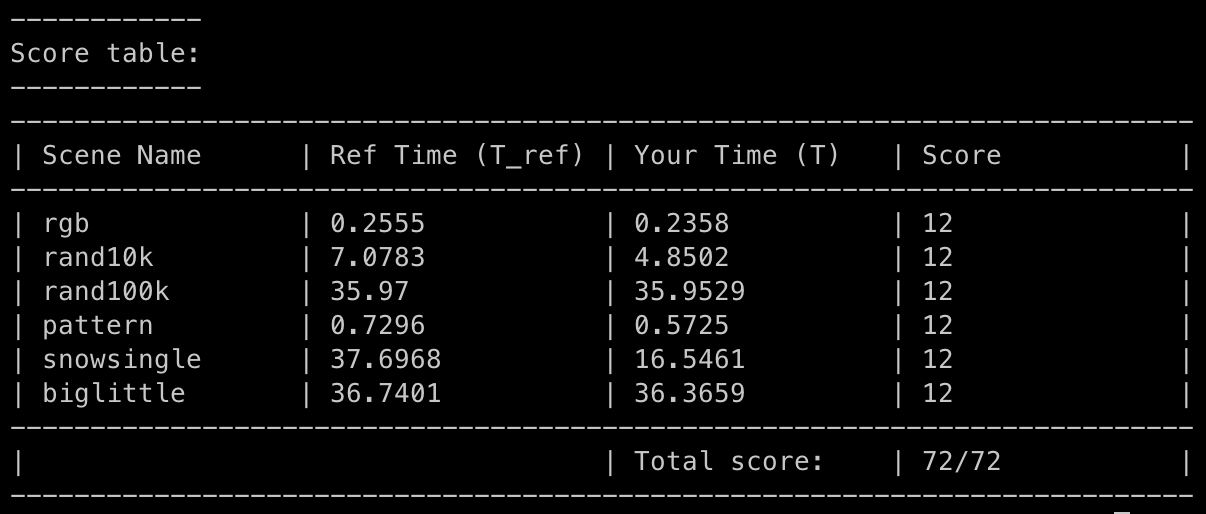 ------------
Score table:
------------
--------------------------------------------------------------------------
| Scene Name      | Ref Time (T_ref) | Your Time (T)   | Score           |
--------------------------------------------------------------------------
| rgb             | 0.2555           | 0.2358          | 12              |
| rand10k         | 7.0783           | 4.8502          | 12              |
| rand100k        | 35.97            | 35.9529         | 12              |
| pattern         | 0.7296           | 0.5725          | 12              |
| snowsingle      | 37.6968          | 16.5461         | 12              |
| biglittle       | 36.7401          | 36.3659         | 12              |
--------------------------------------------------------------------------
|                                    | Total score:    | 72/72           |
--------------------------------------------------------------------------